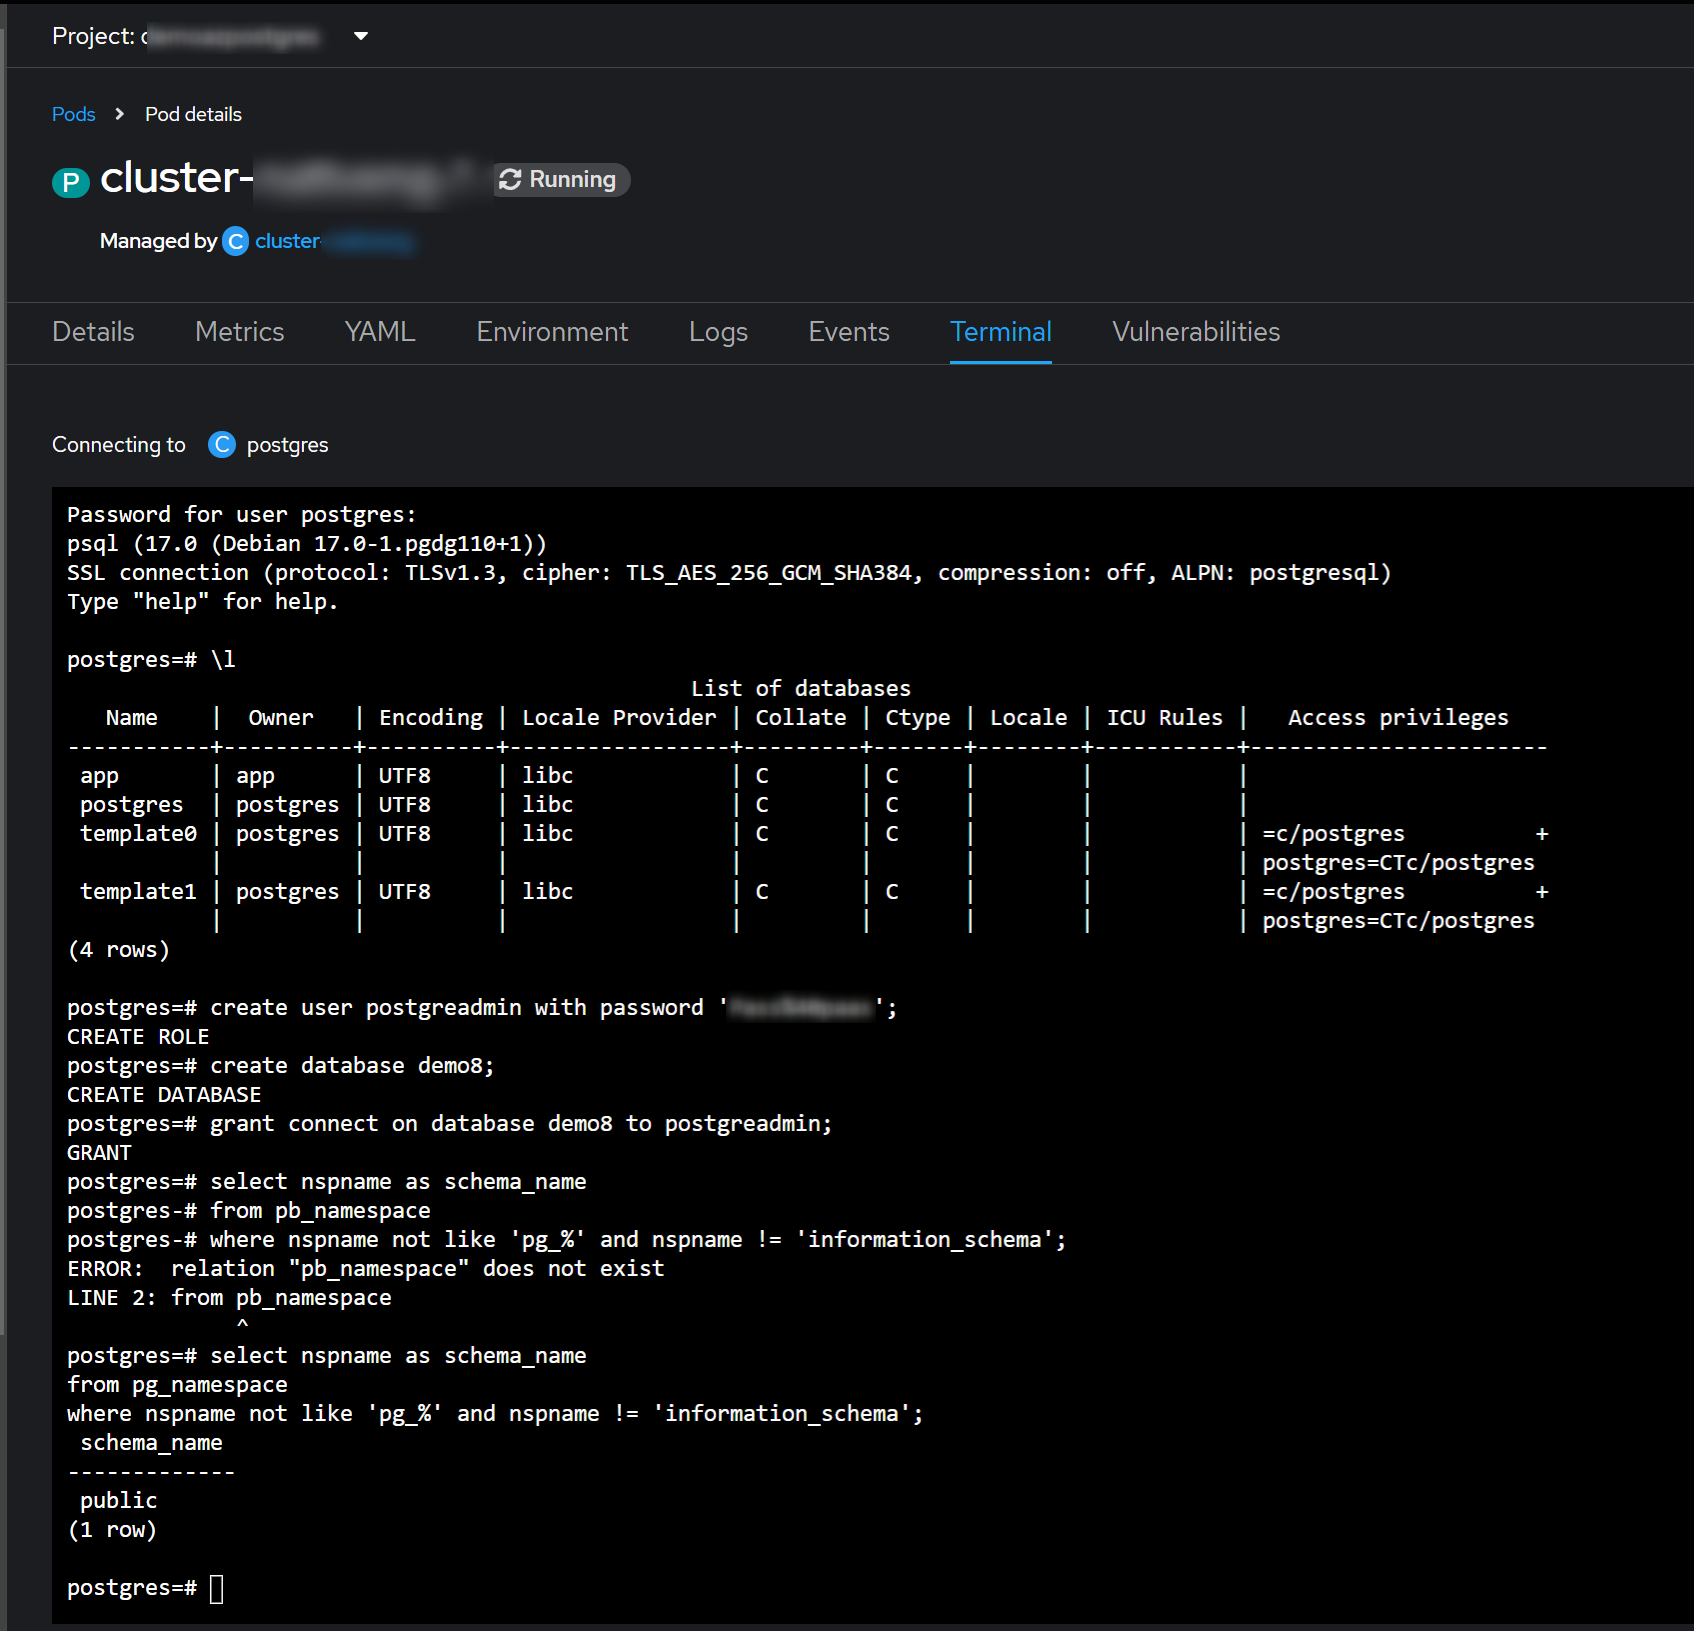 Project:
Pods > Pod details
P cluster- Running
Managed by C cluster-
Details Metrics YAML Environment Logs Events Terminal Vulnerabilities
Connecting to C postgres
Password for user postgres:
psql (17.0 (Debian 17.0-1.pgdg110+1))
SSL connection (protocol: TLSv1.3, cipher: TLS_AES_256_GCM_SHA384, compression: off, ALPN: postgresql)
Type "help" for help.
postgres=# \l
List of databases
Name | Owner | Encoding | Locale Provider | Collate | Ctype | Locale | ICU Rules | Access privileges
-----------+----------+----------+-----------------+---------+-------+--------+-----------+-----------------------
app | app | UTF8 | libc | C | C | | |
postgres | postgres | UTF8 | libc | C | C | | |
template0 | postgres | UTF8 | libc | C | C | | | =c/postgres +
| | | | | | | | postgres=CTc/postgres
template1 | postgres | UTF8 | libc | C | C | | | =c/postgres +
| | | | | | | | postgres=CTc/postgres
(4 rows)
postgres=# create user postgreadmin with password '';
CREATE ROLE
postgres=# create database demo8;
CREATE DATABASE
postgres=# grant connect on database demo8 to postgreadmin;
GRANT
postgres=# select nspname as schema_name
postgres-# from pb_namespace
postgres-# where nspname not like 'pg_%' and nspname != 'information_schema';
ERROR:  relation "pb_namespace" does not exist
LINE 2: from pb_namespace
^
postgres=# select nspname as schema_name
from pg_namespace
where nspname not like 'pg_%' and nspname != 'information_schema';
schema_name
-------------
public
(1 row)
postgres=#